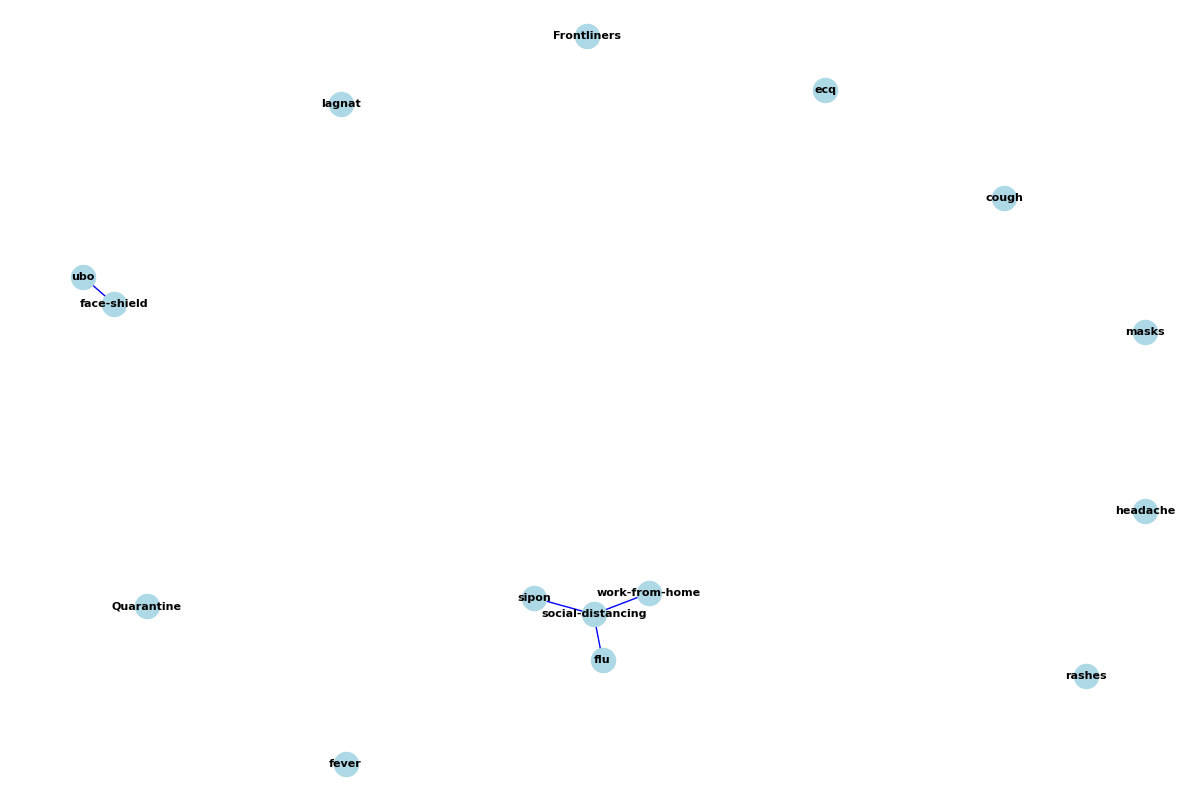 Frontliners
ecq
lagnat
cough
ubo
face-shield
masks
headache
work-from-home
sipon
Quarantine
social-distancing
flu
rashes
fever